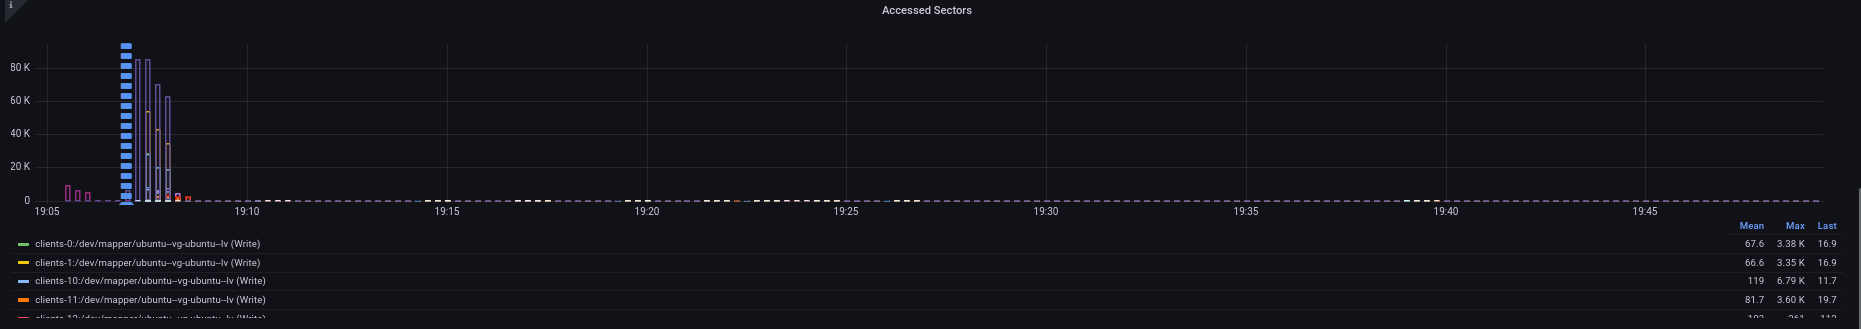 i
Accessed Sectors
80 K
60 K
40 K
20 K
0
19:05 19:10 19:15 19:20 19:25 19:30 19:35 19:40 19:45
Mean Max Last
clients-0:/dev/mapper/ubuntu--vg-ubuntu--lv (Write) 67.6 3.38 K 16.9
clients-1:/dev/mapper/ubuntu--vg-ubuntu--lv (Write) 66.6 3.35 K 16.9
clients-10:/dev/mapper/ubuntu--vg-ubuntu--lv (Write) 119 6.79 K 11.7
clients-11:/dev/mapper/ubuntu--vg-ubuntu--lv (Write) 81.7 3.60 K 19.7